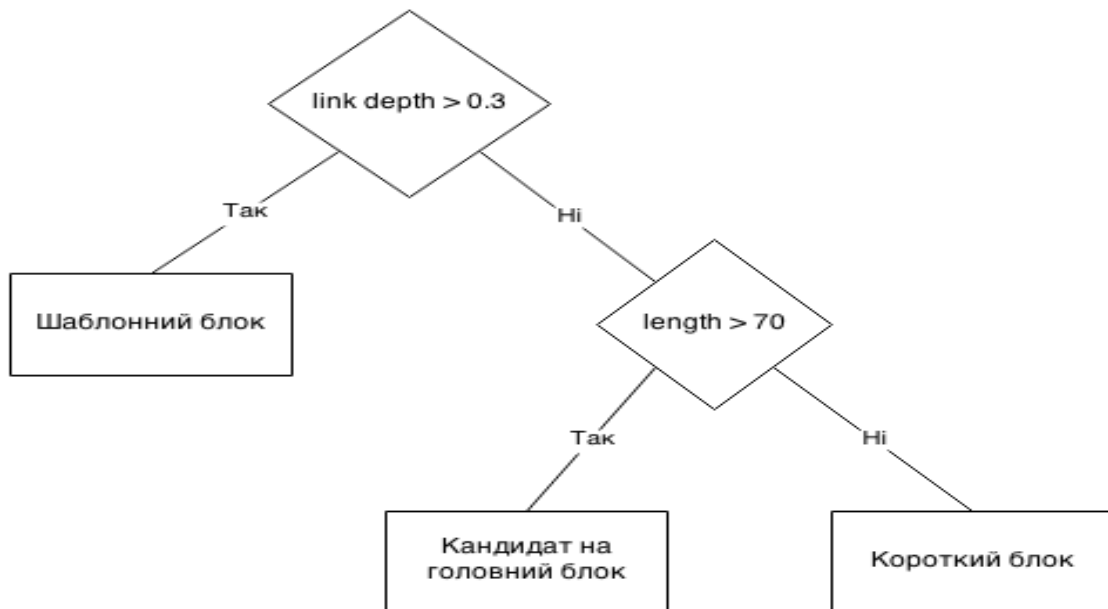 link depth > 0.3
Так
Ні
Шаблонний блок
length > 70
Так
Ні
Кандидат на
головний блок
Короткий блок